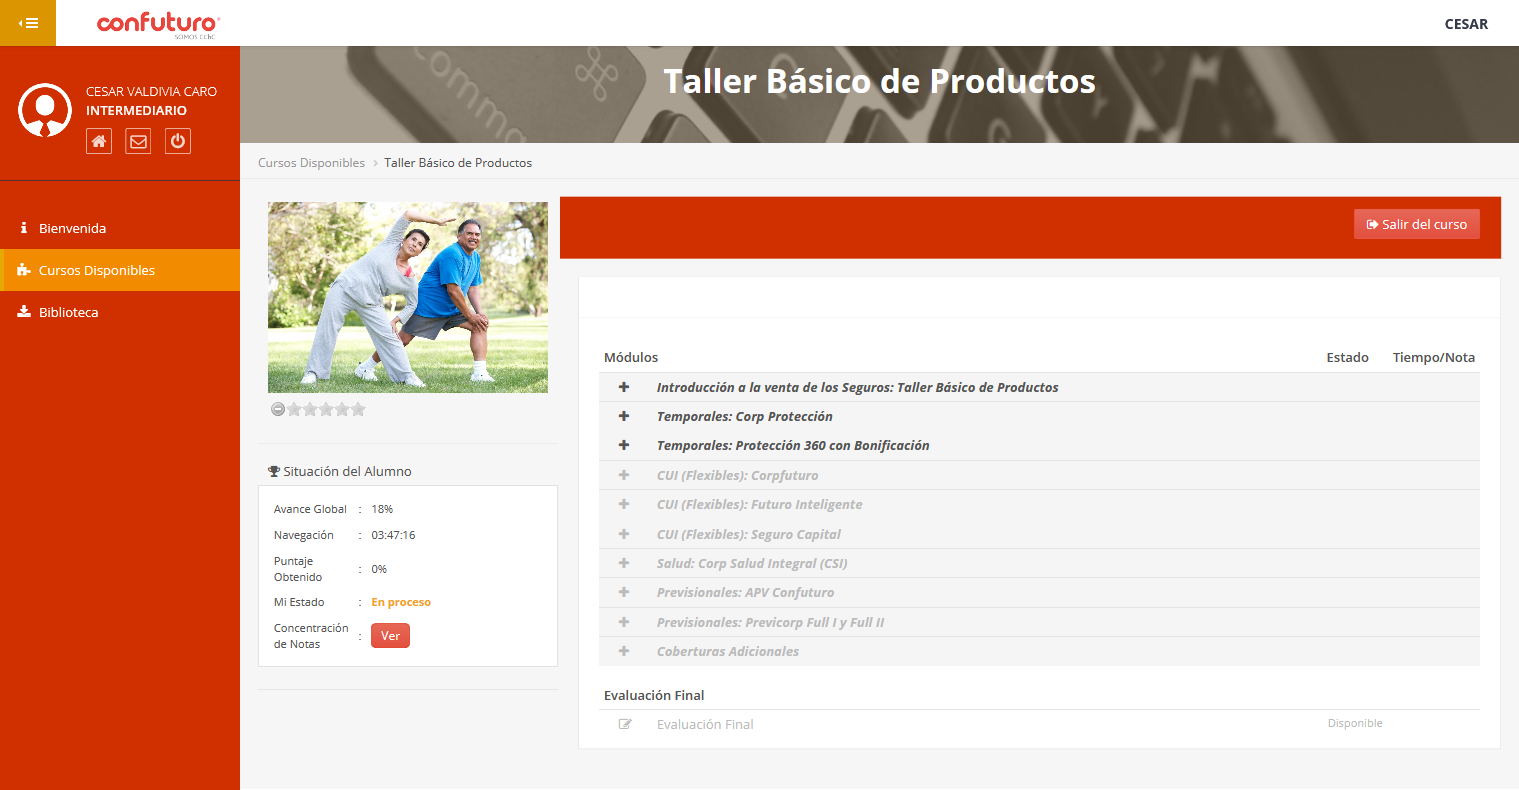 confuturo
SOMOS CChC
CESAR
CESAR VALDIVIA CARO
INTERMEDIARIO
Bienvenida
Cursos Disponibles
Biblioteca
comma
Taller Básico de Productos
Cursos Disponibles > Taller Básico de Productos
Salir del curso
Situación del Alumno
Avance Global : 18%
Navegación : 03:47:16
Puntaje
Obtenido : 0%
Mi Estado : En proceso
Concentración
de Notas : Ver
Módulos Estado Tiempo/Nota
Introducción a la venta de los Seguros: Taller Básico de Productos
Temporales: Corp Protección
Temporales: Protección 360 con Bonificación
CUI (Flexibles): Corpfuturo
CUI (Flexibles): Futuro Inteligente
CUI (Flexibles): Seguro Capital
Salud: Corp Salud Integral (CSI)
Previsionales: APV Confuturo
Previsionales: Previcorp Full I y Full II
Coberturas Adicionales
Evaluación Final
Evaluación Final Disponible